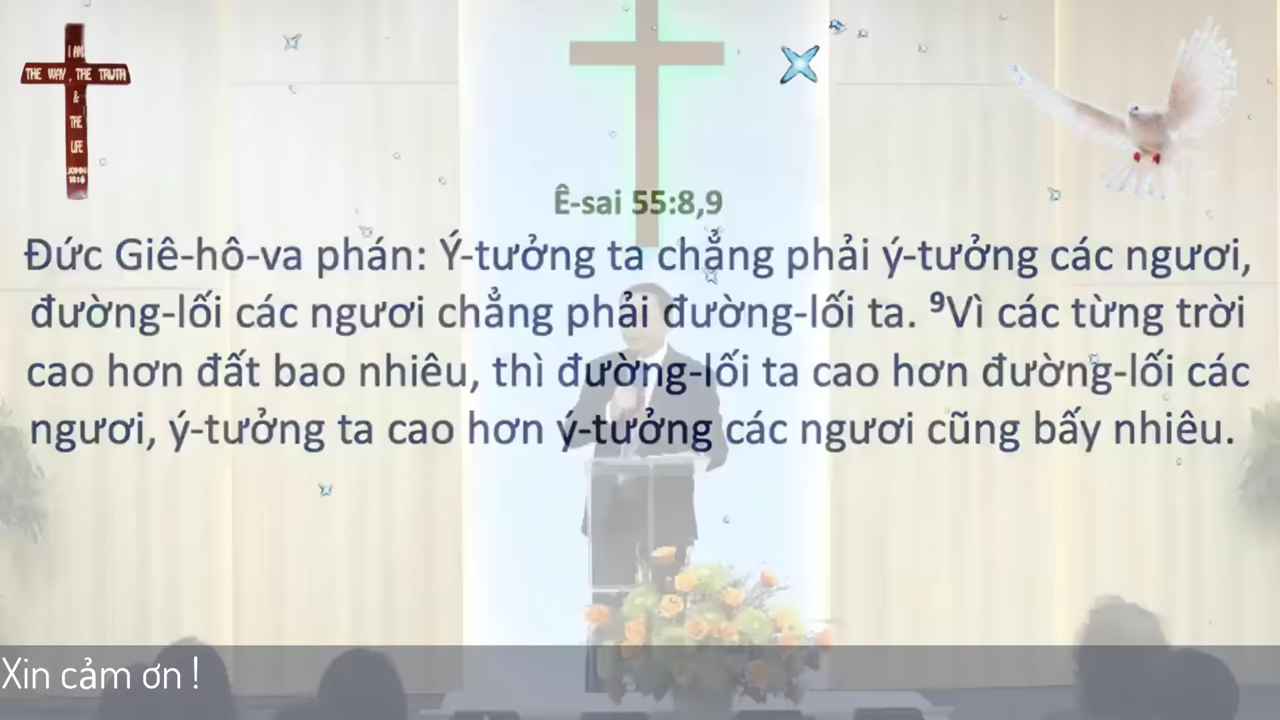 I AM
THE WAY, THE TRUTH
&
THE
LIFE
JOHN
14:6
Ê-sai 55:8,9
Đức Giê-hô-va phán: Ý-tưởng ta chẳng phải ý-tưởng các ngươi,
đường-lối các ngươi chẳng phải đường-lối ta. ⁹Vì các từng trời
cao hơn đất bao nhiêu, thì đường-lối ta cao hơn đường-lối các
ngươi, ý-tưởng ta cao hơn ý-tưởng các ngươi cũng bấy nhiêu.
Xin cảm ơn !